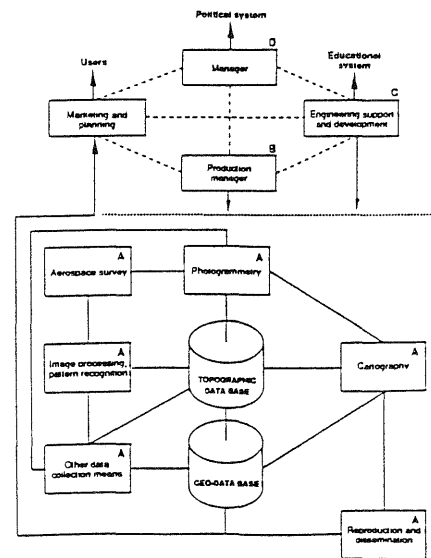 Political system
D
Users
Manager
Educational
system
C
Marketing and
planning
Engineering support
and development
B
Production
manager
A
Aerospace survey
A
Photogrammetry
A
Image processing,
pattern recognition
TOPOGRAPHIC
DATA BASE
A
Cartography
A
Other data
collection means
GEO-DATA BASE
A
Reproduction and
dissemination